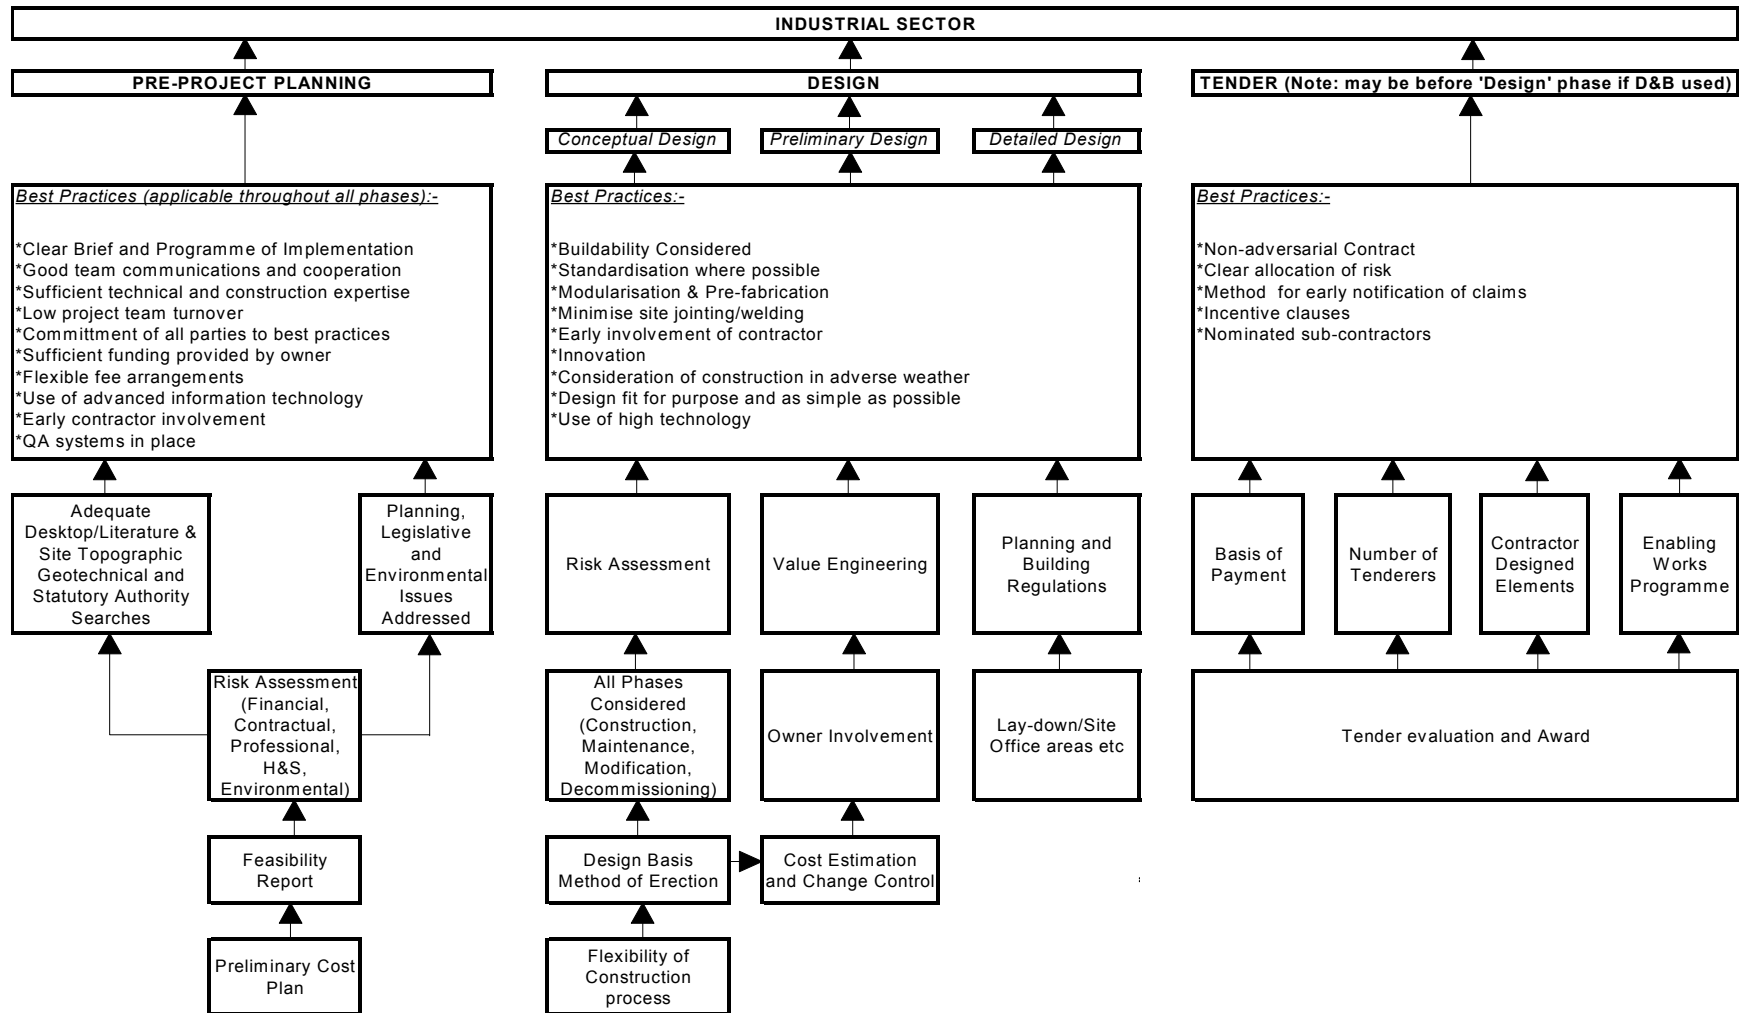 INDUSTRIAL SECTOR
PRE-PROJECT PLANNING
DESIGN
TENDER (Note: may be before 'Design' phase if D&B used)
Conceptual Design
Preliminary Design
Detailed Design
Best Practices (applicable throughout all phases):-
*Clear Brief and Programme of Implementation
*Good team communications and cooperation
*Sufficient technical and construction expertise
*Low project team turnover
*Committment of all parties to best practices
*Sufficient funding provided by owner
*Flexible fee arrangements
*Use of advanced information technology
*Early contractor involvement
*QA systems in place
Best Practices:-
*Buildability Considered
*Standardisation where possible
*Modularisation & Pre-fabrication
*Minimise site jointing/welding
*Early involvement of contractor
*Innovation
*Consideration of construction in adverse weather
*Design fit for purpose and as simple as possible
*Use of high technology
Best Practices:-
*Non-adversarial Contract
*Clear allocation of risk
*Method for early notification of claims
*Incentive clauses
*Nominated sub-contractors
Adequate
Desktop/Literature &
Site Topographic
Geotechnical and
Statutory Authority
Searches
Planning,
Legislative
and
Environmental
Issues
Addressed
Risk Assessment
Value Engineering
Planning and
Building
Regulations
Basis of
Payment
Number of
Tenderers
Contractor
Designed
Elements
Enabling
Works
Programme
Risk Assessment
(Financial,
Contractual,
Professional,
H&S,
Environmental)
All Phases
Considered
(Construction,
Maintenance,
Modification,
Decommissioning)
Owner Involvement
Lay-down/Site
Office areas etc
Tender evaluation and Award
Feasibility
Report
Design Basis
Method of Erection
Cost Estimation
and Change Control
Preliminary Cost
Plan
Flexibility of
Construction
process